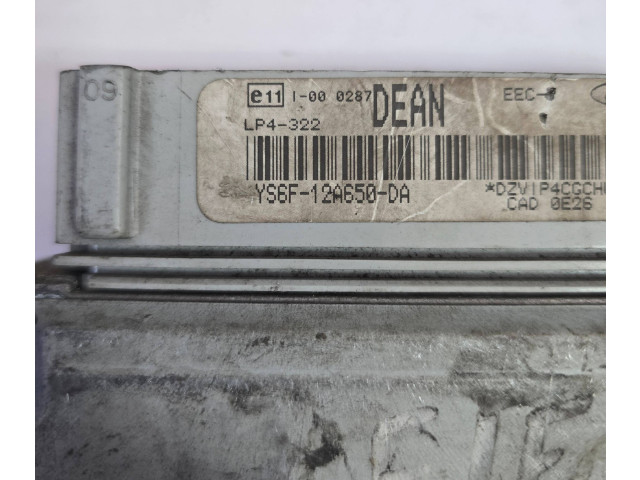 09
e11 I-00 0287 DEAN EEC-
LP4-322
YS6F-12A650-DA *DZVIP4CGCH
CAD 0E26